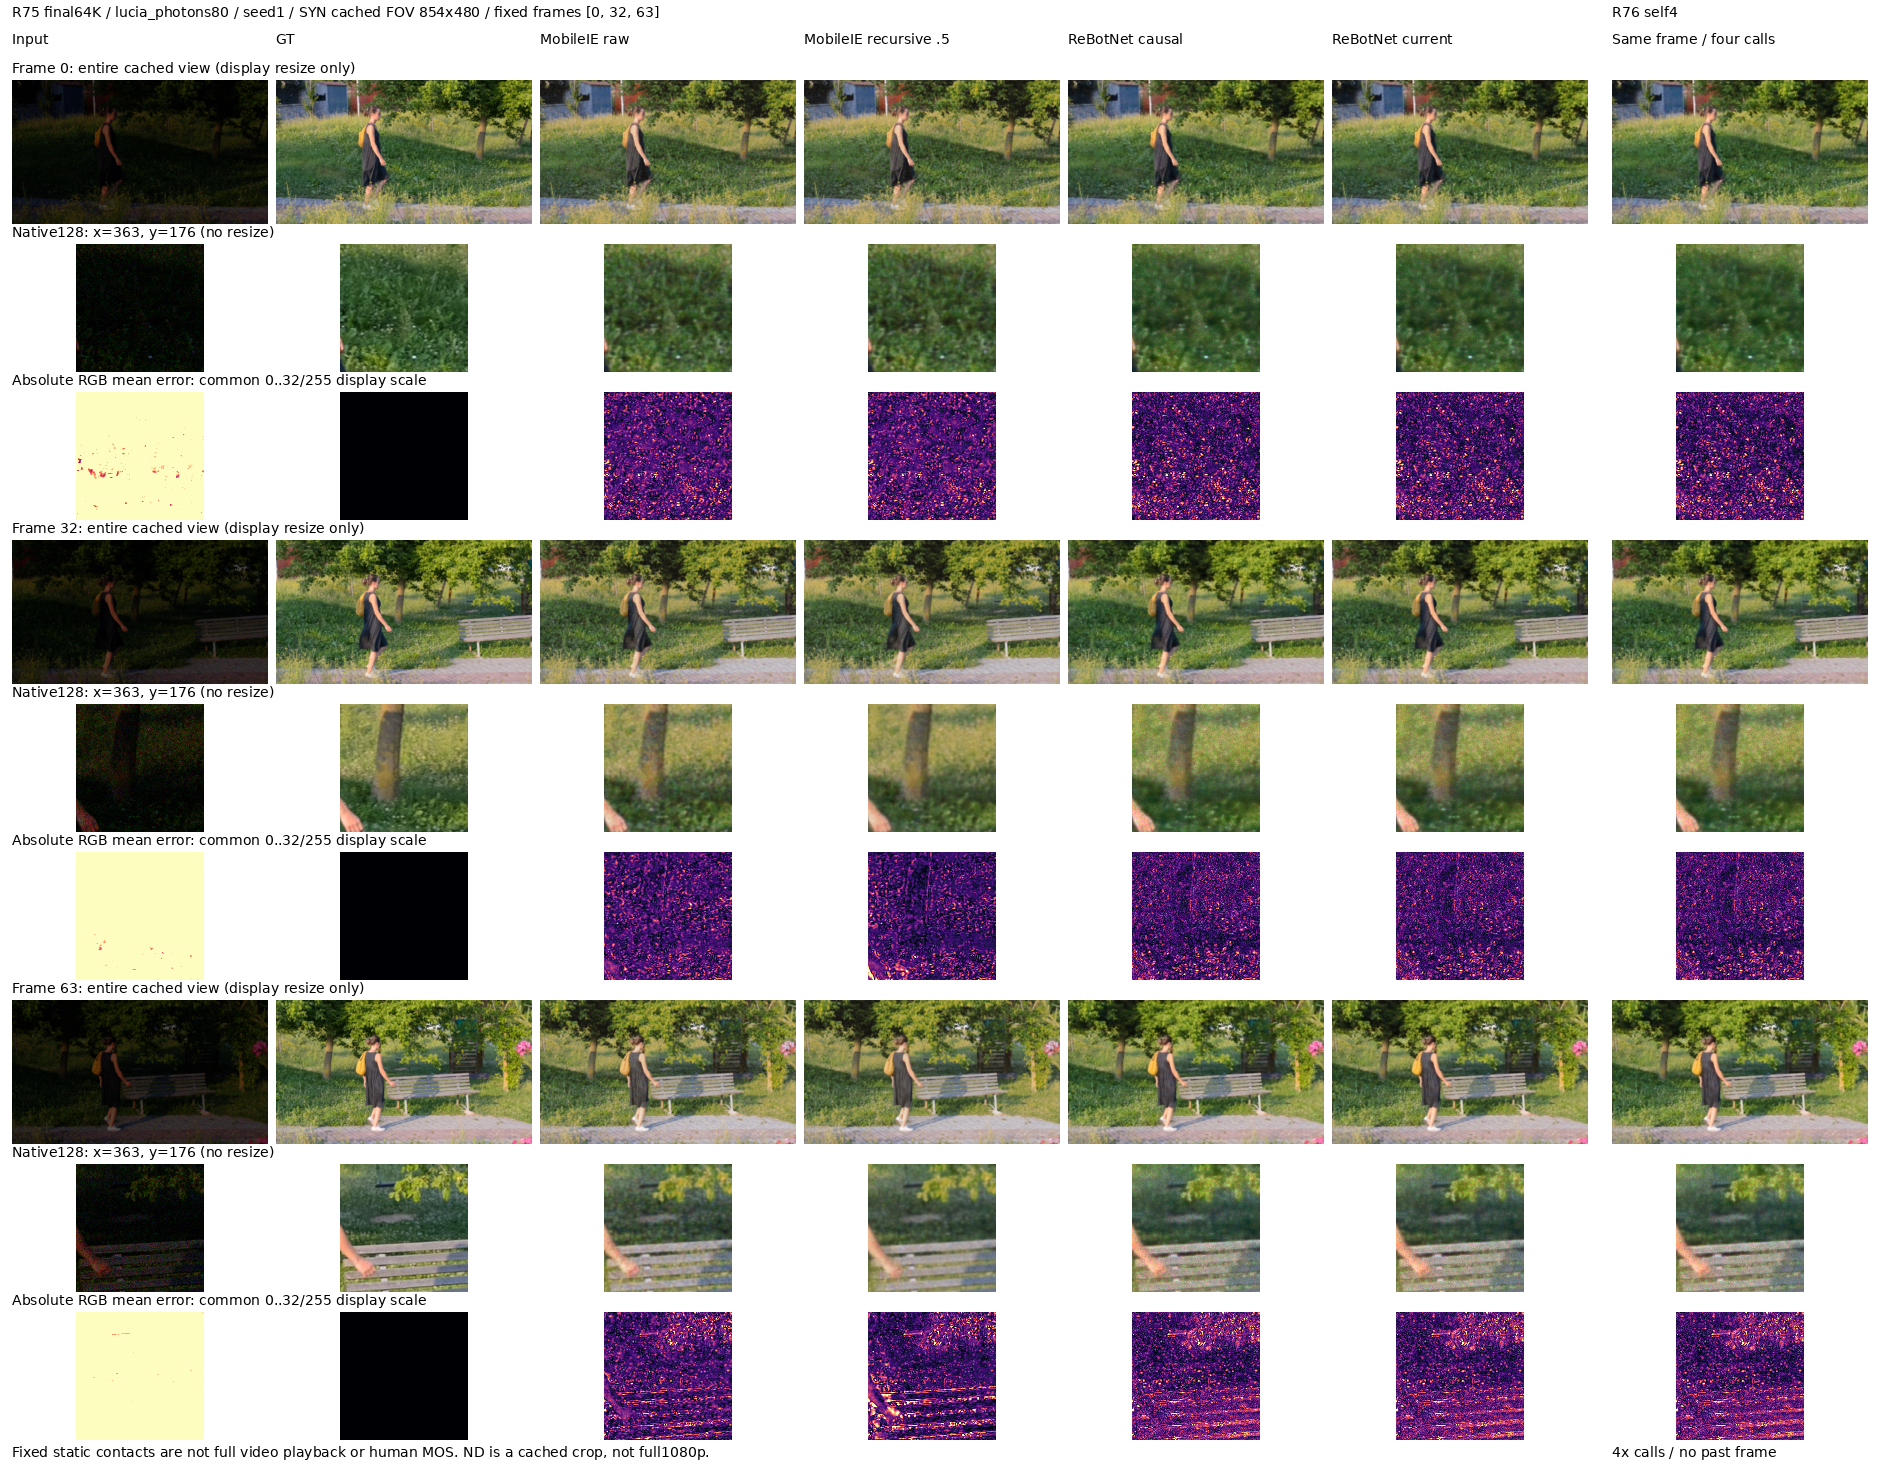 R75 final64K / lucia_photons80 / seed1 / SYN cached FOV 854x480 / fixed frames [0, 32, 63]
R76 self4
Input
GT
MobileIE raw
MobileIE recursive .5
ReBotNet causal
ReBotNet current
Same frame / four calls
Frame 0: entire cached view (display resize only)
Native128: x=363, y=176 (no resize)
Absolute RGB mean error: common 0..32/255 display scale
Frame 32: entire cached view (display resize only)
Native128: x=363, y=176 (no resize)
Absolute RGB mean error: common 0..32/255 display scale
Frame 63: entire cached view (display resize only)
Native128: x=363, y=176 (no resize)
Absolute RGB mean error: common 0..32/255 display scale
Fixed static contacts are not full video playback or human MOS. ND is a cached crop, not full1080p.
4x calls / no past frame